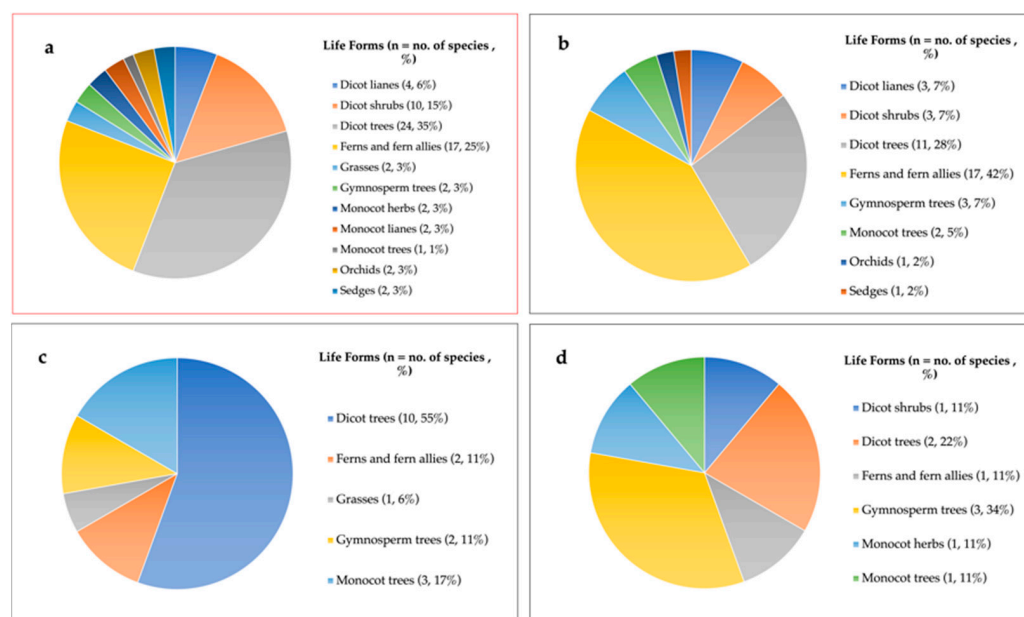 a
Life Forms (n = no. of species ,
%)
Dicot lianes (4, 6%)
Dicot shrubs (10, 15%)
Dicot trees (24, 35%)
Ferns and fern allies (17, 25%)
Grasses (2, 3%)
Gymnosperm trees (2, 3%)
Monocot herbs (2, 3%)
Monocot lianes (2, 3%)
Monocot trees (1, 1%)
Orchids (2, 3%)
Sedges (2, 3%)
b
Life Forms (n = no. of species ,
%)
Dicot lianes (3, 7%)
Dicot shrubs (3, 7%)
Dicot trees (11, 28%)
Ferns and fern allies (17, 42%)
Gymnosperm trees (3, 7%)
Monocot trees (2, 5%)
Orchids (1, 2%)
Sedges (1, 2%)
c
Life Forms (n = no. of species ,
%)
Dicot trees (10, 55%)
Ferns and fern allies (2, 11%)
Grasses (1, 6%)
Gymnosperm trees (2, 11%)
Monocot trees (3, 17%)
d
Life Forms (n = no. of species ,
%)
Dicot shrubs (1, 11%)
Dicot trees (2, 22%)
Ferns and fern allies (1, 11%)
Gymnosperm trees (3, 34%)
Monocot herbs (1, 11%)
Monocot trees (1, 11%)